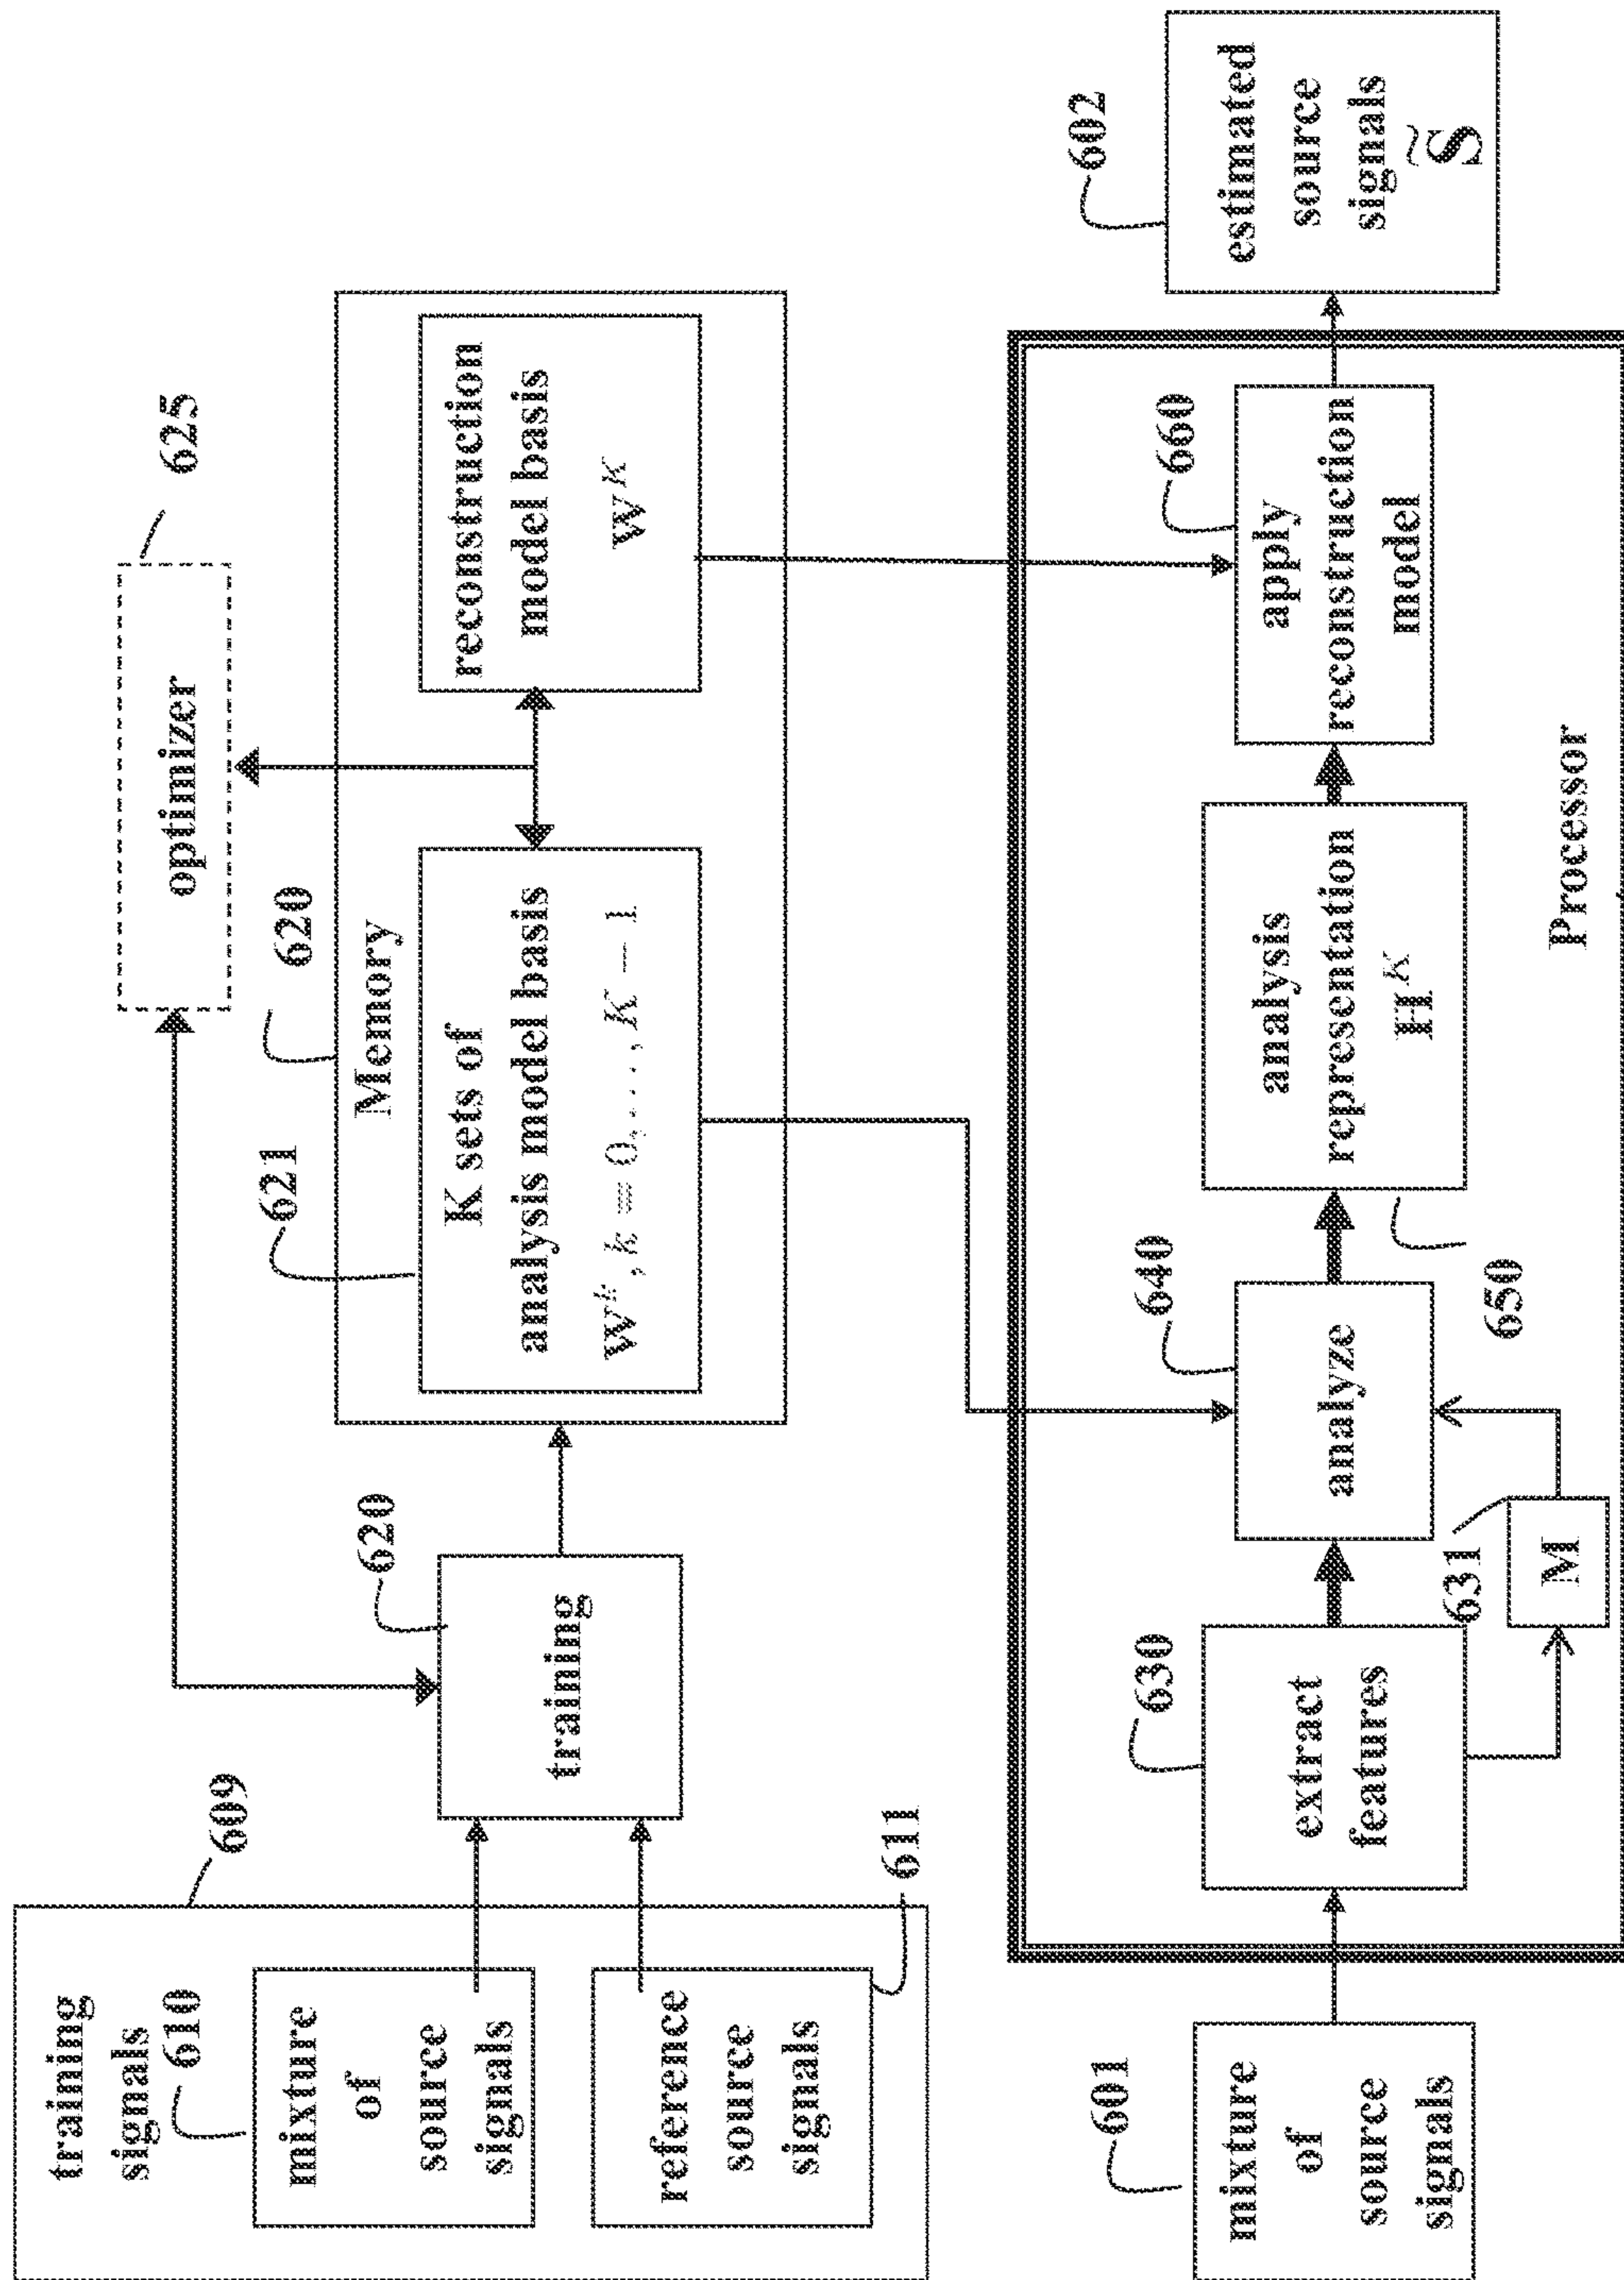 training
signals
610
609
mixture
of
source
signals
reference
source
signals
611
training
620
optimizer
625
620
Memory
621
K sets of
analysis model basis
W^k, k = 0, . . . , K − 1
reconstruction
model basis
W^K
601
mixture
of
source
signals
630
extract
features
631
M
640
analyze
650
analysis
representation
H^K
660
apply
reconstruction
model
Processor
602
estimated
source
signals
S̃